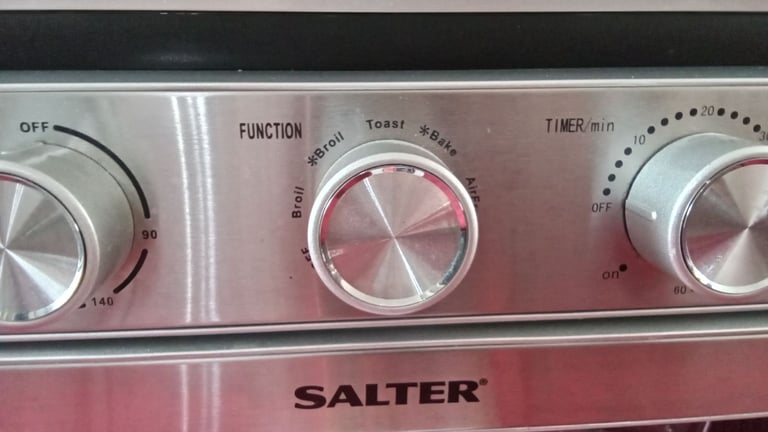 OFF
90
140
FUNCTION
Broil
*Broil
Toast
*Bake
TIMER/min
OFF
10
20
on
60
SALTER®